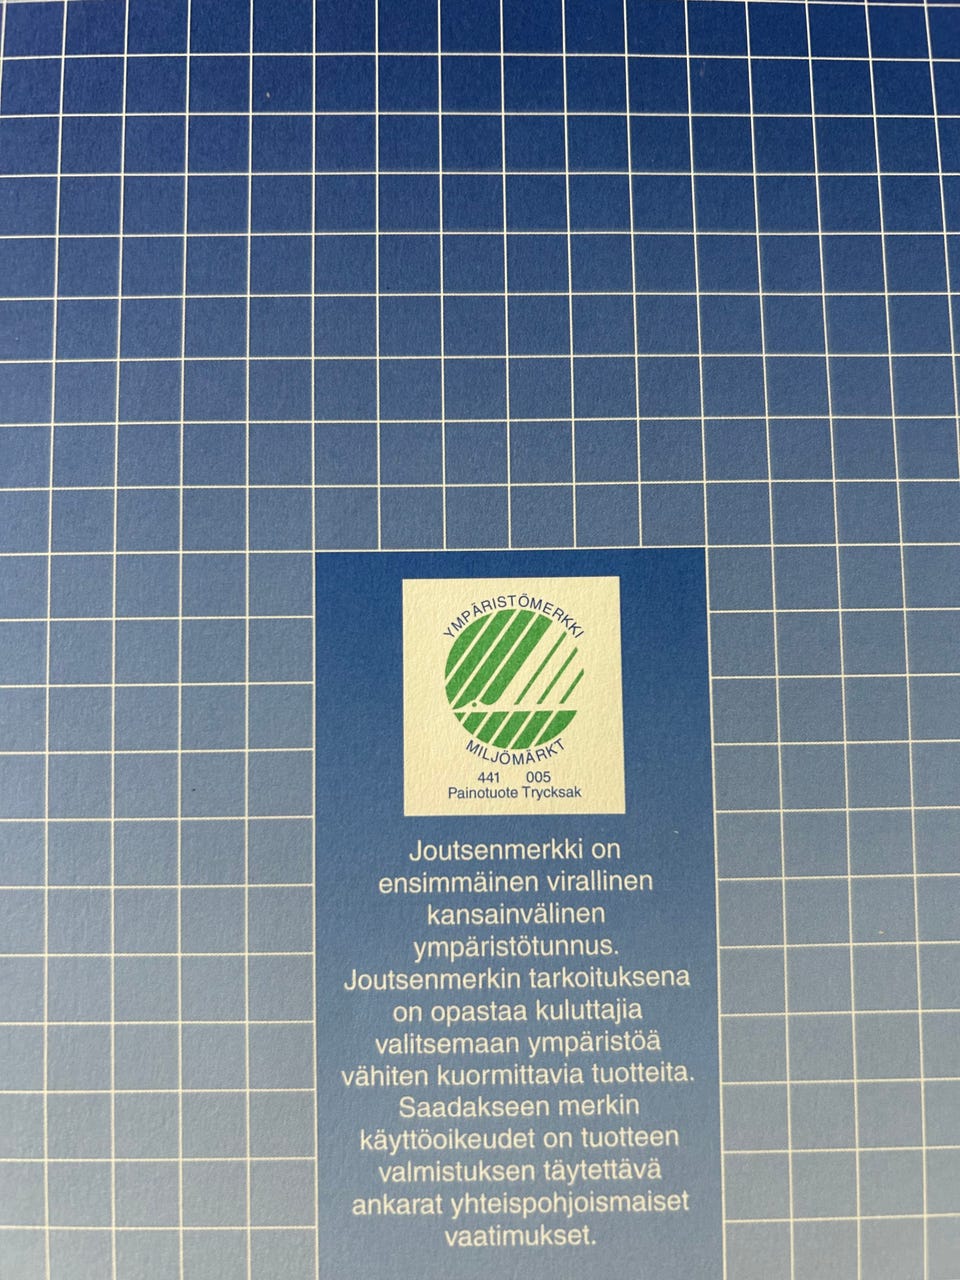 YMPÄRISTÖMERKKI
MILJÖMÄRKT
441 005
Painotuote Trycksak
Joutsenmerkki on
ensimmäinen virallinen
kansainvälinen
ympäristötunnus.
Joutsenmerkin tarkoituksena
on opastaa kuluttajia
valitsemaan ympäristöä
vähiten kuormittavia tuotteita.
Saadakseen merkin
käyttöoikeudet on tuotteen
valmistuksen täytettävä
ankarat yhteispohjoismaiset
vaatimukset.